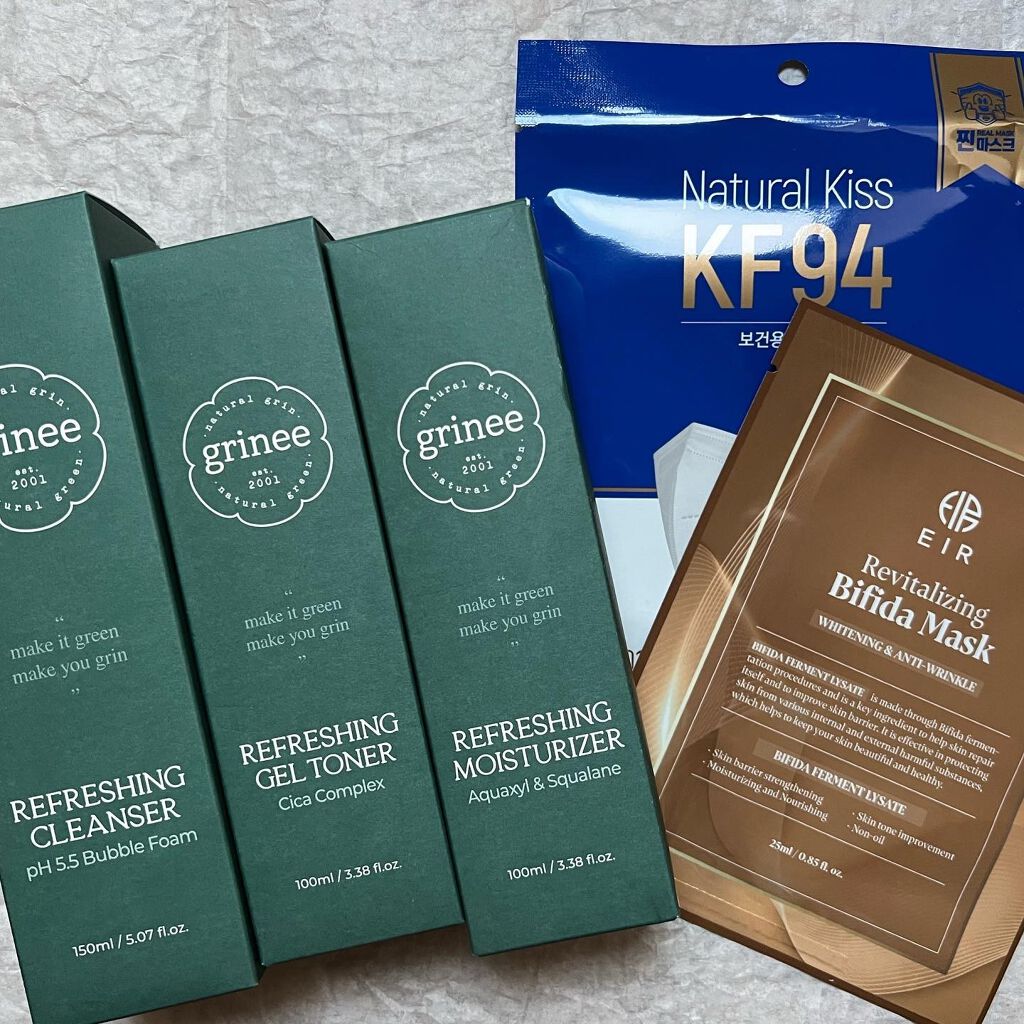 natural grin.
grinee
est.
2001
natural green.
“
make it green
make you grin
”
REFRESHING
CLEANSER
pH 5.5 Bubble Foam
150ml / 5.07 fl.oz.
· natural grin. ·
grinee
est.
2001
natural green.
“
make it green
make you grin
”
REFRESHING
GEL TONER
Cica Complex
100ml / 3.38 fl.oz.
· natural grin. ·
grinee
est.
2001
natural green.
“
make it green
make you grin
”
REFRESHING
MOISTURIZER
Aquaxyl & Squalane
100ml / 3.38 fl.oz.
REAL MASK
찐마스크
Natural Kiss
KF94
보건용
EIR
Revitalizing
Bifida Mask
WHITENING & ANTI-WRINKLE
BIFIDA FERMENT LYSATE is made through Bifida fermen-
tation procedures and is a key ingredient to help skin repair
itself and to improve skin barrier. It is effective in protecting
skin from various internal and external harmful substances,
which helps to keep your skin beautiful and healthy.
BIFIDA FERMENT LYSATE
· Skin barrier strengthening
· Moisturizing and Nourishing
· Skin tone improvement
· Non-oil
25ml / 0.85 fl. oz.